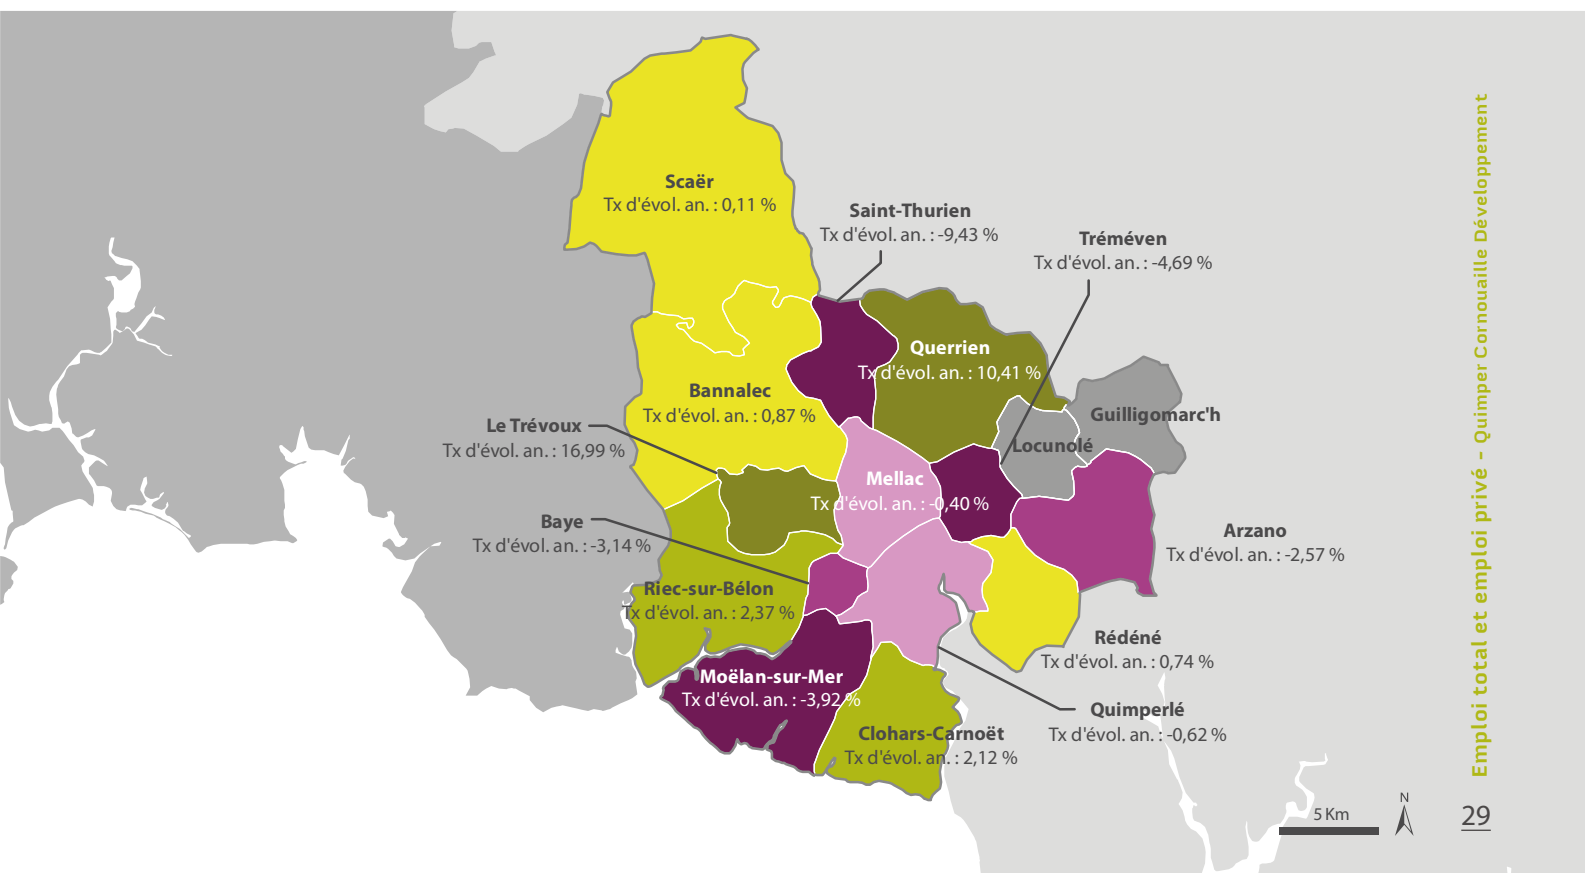 Scaër
Tx d'évol. an. : 0,11 %
Saint-Thurien
Tx d'évol. an. : -9,43 %
Tréméven
Tx d'évol. an. : -4,69 %
Querrien
Tx d'évol. an. : 10,41 %
Bannalec
Tx d'évol. an. : 0,87 %
Guilligomarc'h
Locunolé
Le Trévoux
Tx d'évol. an. : 16,99 %
Mellac
Tx d'évol. an. : -0,40 %
Baye
Tx d'évol. an. : -3,14 %
Arzano
Tx d'évol. an. : -2,57 %
Riec-sur-Bélon
Tx d'évol. an. : 2,37 %
Rédéné
Tx d'évol. an. : 0,74 %
Moëlan-sur-Mer
Tx d'évol. an. : -3,92 %
Quimperlé
Tx d'évol. an. : -0,62 %
Clohars-Carnoët
Tx d'évol. an. : 2,12 %
5 Km
N
Emploi total et emploi privé - Quimper Cornouaille Développement
29